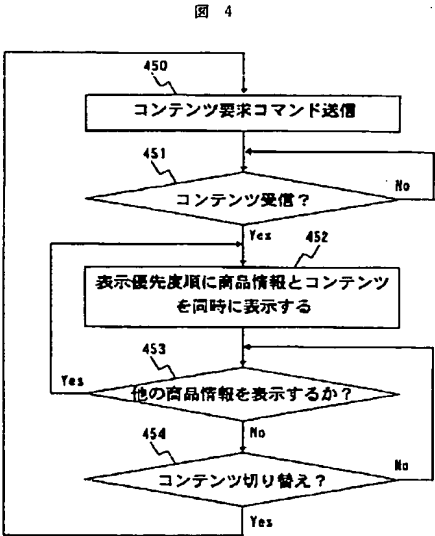 図 4
450
コンテンツ要求コマンド送信
451
コンテンツ受信?
No
Yes
452
表示優先度順に商品情報とコンテンツ
を同時に表示する
453
他の商品情報を表示するか?
Yes
No
454
コンテンツ切り替え?
No
Yes